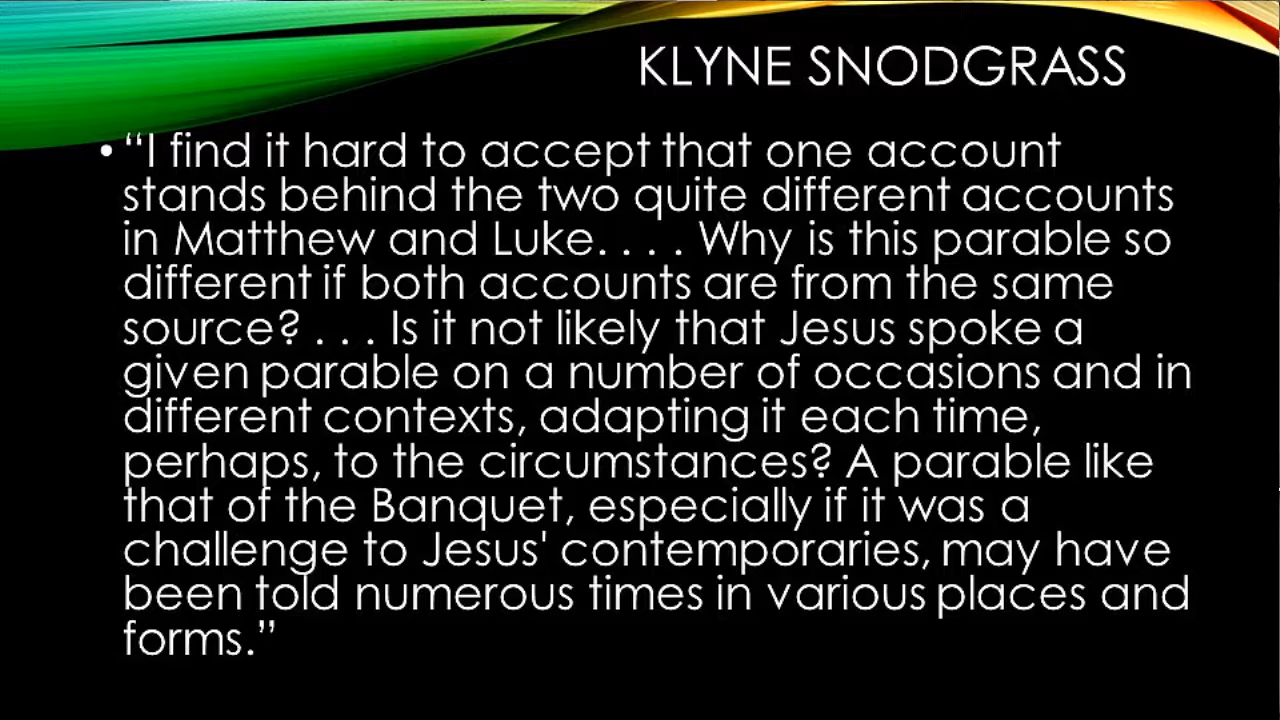 KLYNE SNODGRASS
• “I find it hard to accept that one account
stands behind the two quite different accounts
in Matthew and Luke. . . . Why is this parable so
different if both accounts are from the same
source? . . . Is it not likely that Jesus spoke a
given parable on a number of occasions and in
different contexts, adapting it each time,
perhaps, to the circumstances? A parable like
that of the Banquet, especially if it was a
challenge to Jesus' contemporaries, may have
been told numerous times in various places and
forms.”